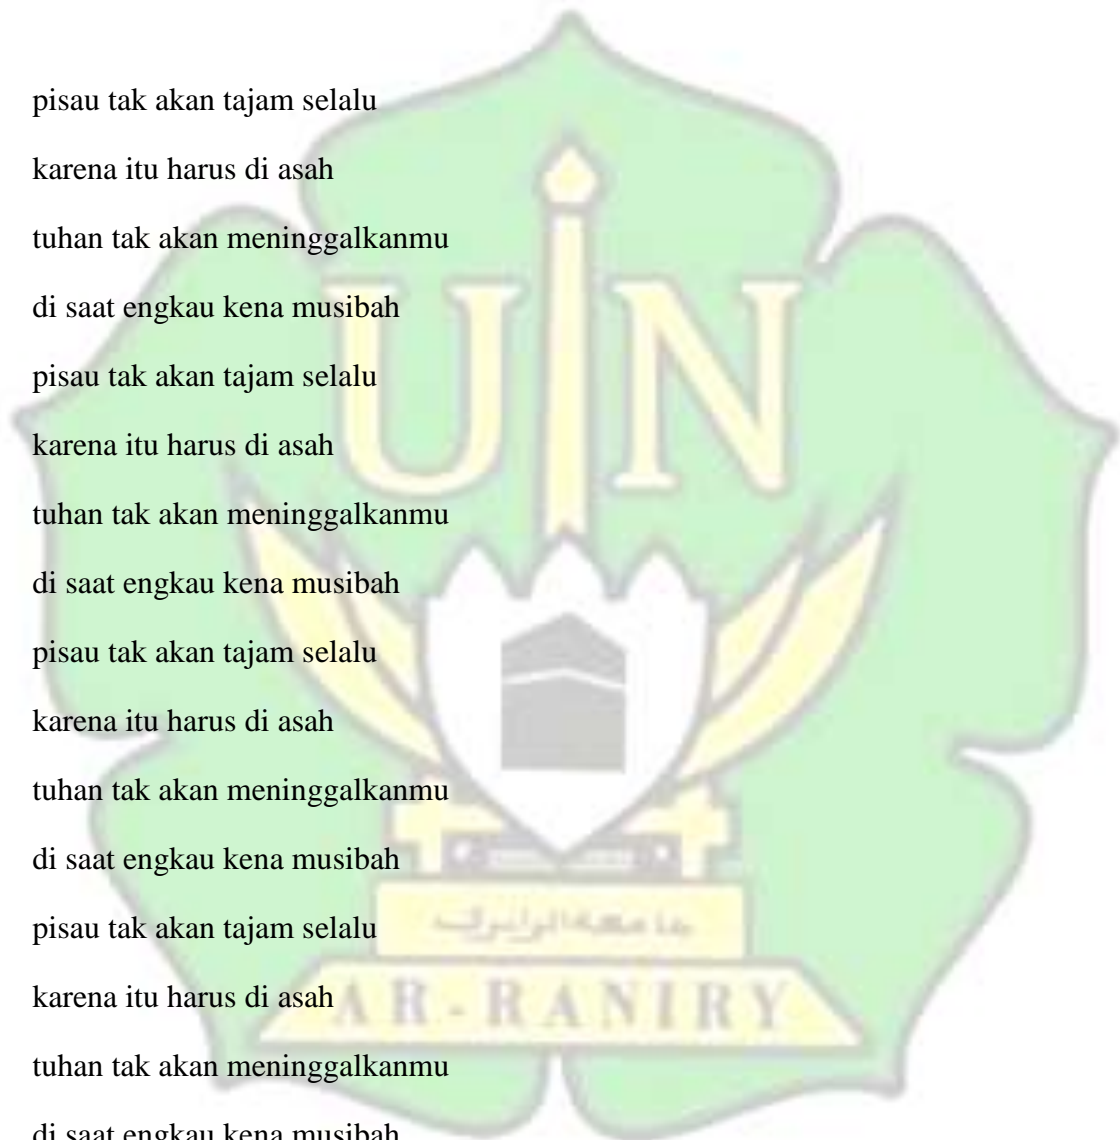 pisau tak akan tajam selalu
karena itu harus di asah
tuhan tak akan meninggalkanmu
di saat engkau kena musibah
pisau tak akan tajam selalu
karena itu harus di asah
tuhan tak akan meninggalkanmu
di saat engkau kena musibah
pisau tak akan tajam selalu
karena itu harus di asah
tuhan tak akan meninggalkanmu
di saat engkau kena musibah
pisau tak akan tajam selalu
karena itu harus di asah
tuhan tak akan meninggalkanmu
di saat engkau kena musibah
UIN
AR-RANIRY